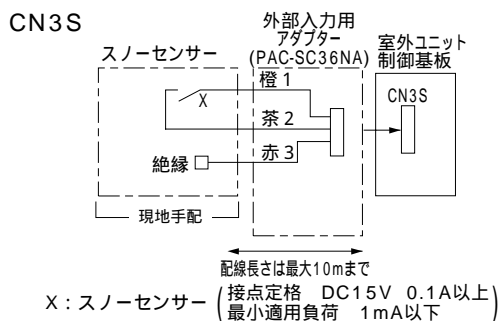 CN3S
スノーセンサー
外部入力用
アダプター
(PAC-SC36NA)
室外ユニット
制御基板
橙 1
X
茶 2
CN3S
絶縁
赤 3
現地手配
配線長さは最大10mまで
X：スノーセンサー (接点定格 DC15V 0.1A以上
最小適用負荷 1mA以下)